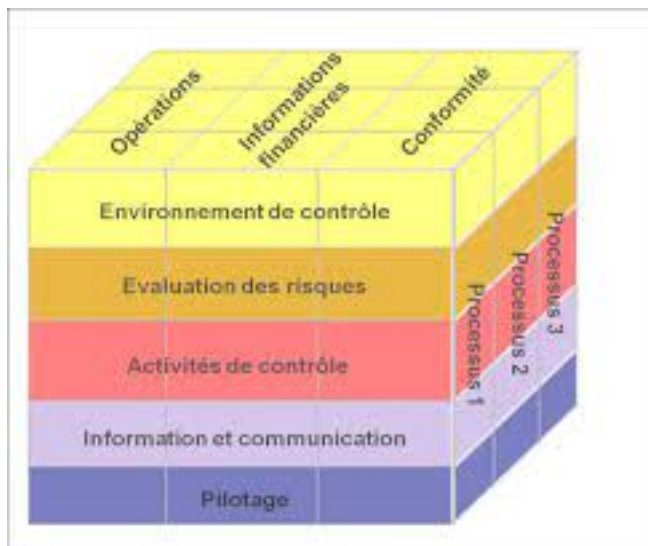 Opérations
Informations
financières
Conformité
Environnement de contrôle
Evaluation des risques
Activités de contrôle
Information et communication
Pilotage
Processus 1
Processus 2
Processus 3